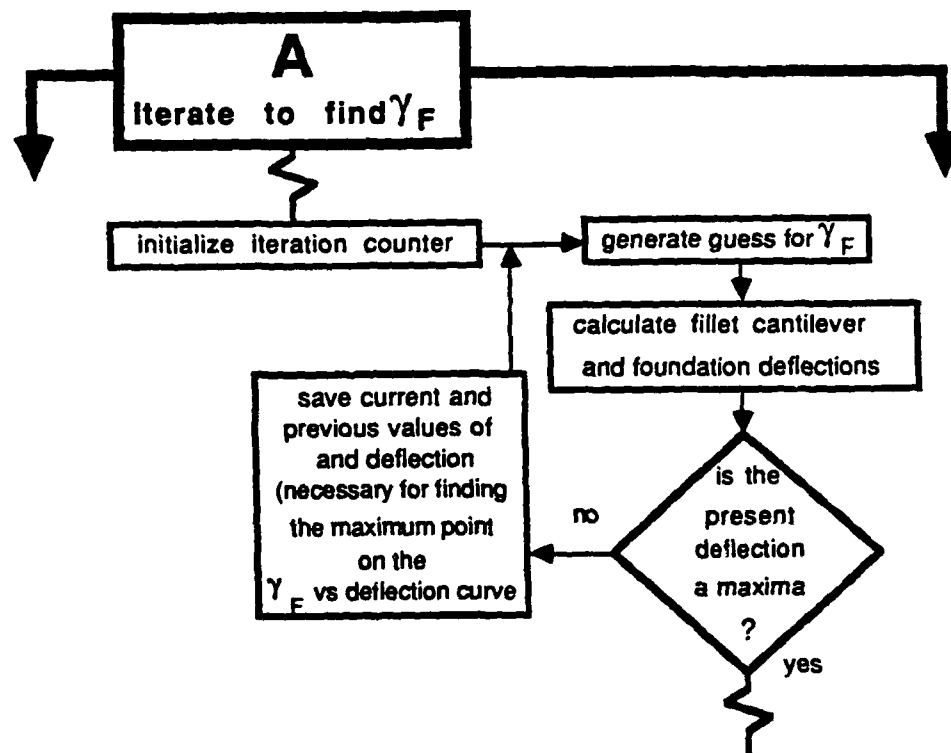 A
Iterate to find γF
initialize iteration counter
generate guess for γF
calculate fillet cantilever
and foundation deflections
save current and
previous values of
and deflection
(necessary for finding
the maximum point
on the
γF vs deflection curve
no
is the
present
deflection
a maxima
?
yes